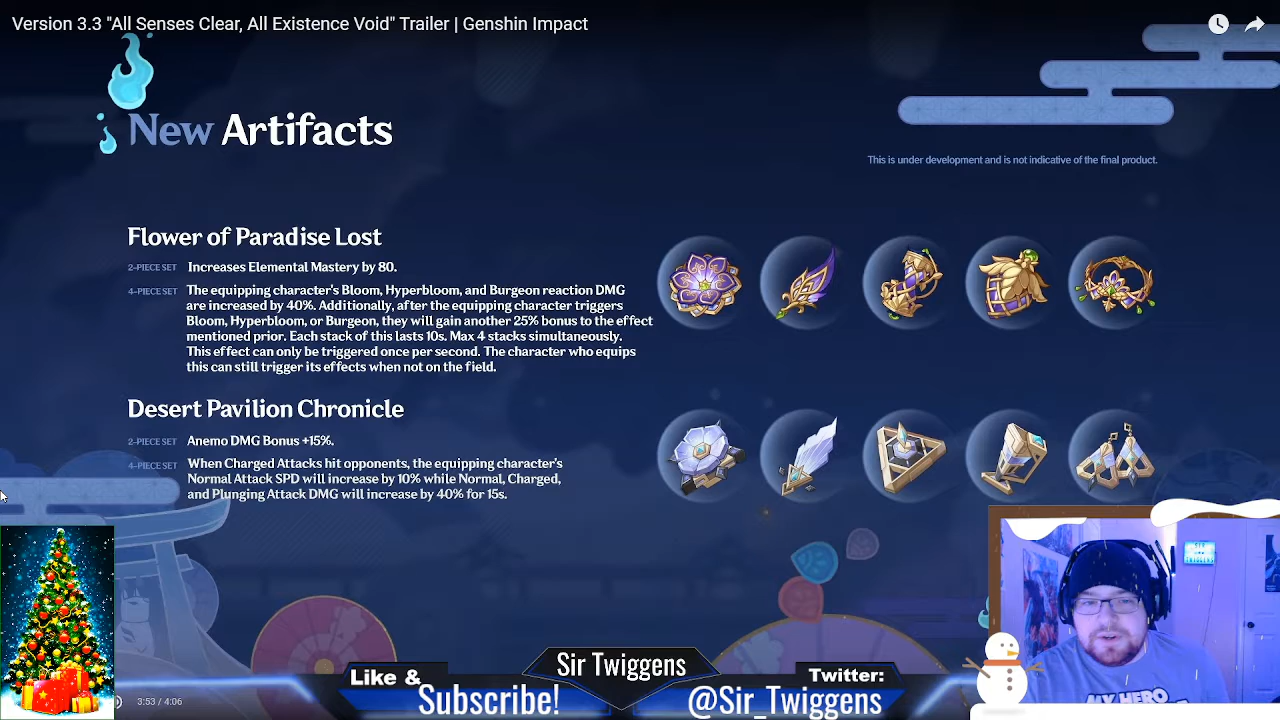 Version 3.3 "All Senses Clear, All Existence Void" Trailer | Genshin Impact
New Artifacts
This is under development and is not indicative of the final product.
Flower of Paradise Lost
2-PIECE SET Increases Elemental Mastery by 80.
4-PIECE SET The equipping character's Bloom, Hyperbloom, and Burgeon reaction DMG
are increased by 40%. Additionally, after the equipping character triggers
Bloom, Hyperbloom, or Burgeon, they will gain another 25% bonus to the effect
mentioned prior. Each stack of this lasts 10s. Max 4 stacks simultaneously.
This effect can only be triggered once per second. The character who equips
this can still trigger its effects when not on the field.
Desert Pavilion Chronicle
2-PIECE SET Anemo DMG Bonus +15%.
4-PIECE SET When Charged Attacks hit opponents, the equipping character's
Normal Attack SPD will increase by 10% while Normal, Charged,
and Plunging Attack DMG will increase by 40% for 15s.
Like &
Subscribe!
Sir Twiggens
Twitter:
@Sir_Twiggens
3:53 / 4:06
MY HERO